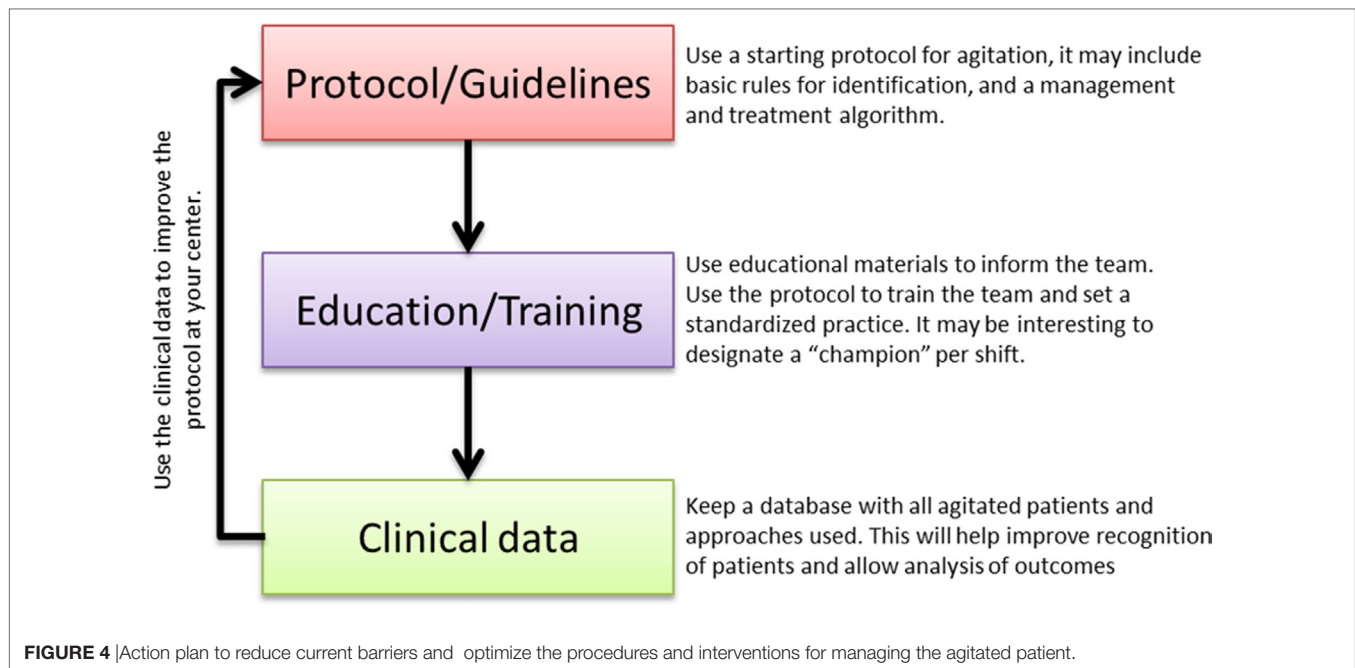 Protocol/Guidelines
Use a starting protocol for agitation, it may include
basic rules for identification, and a management
and treatment algorithm.
Use the clinical data to improve the
protocol at your center.
Education/Training
Use educational materials to inform the team.
Use the protocol to train the team and set a
standardized practice. It may be interesting to
designate a “champion” per shift.
Clinical data
Keep a database with all agitated patients and
approaches used. This will help improve recognition
of patients and allow analysis of outcomes
FIGURE 4 |Action plan to reduce current barriers and optimize the procedures and interventions for managing the agitated patient.